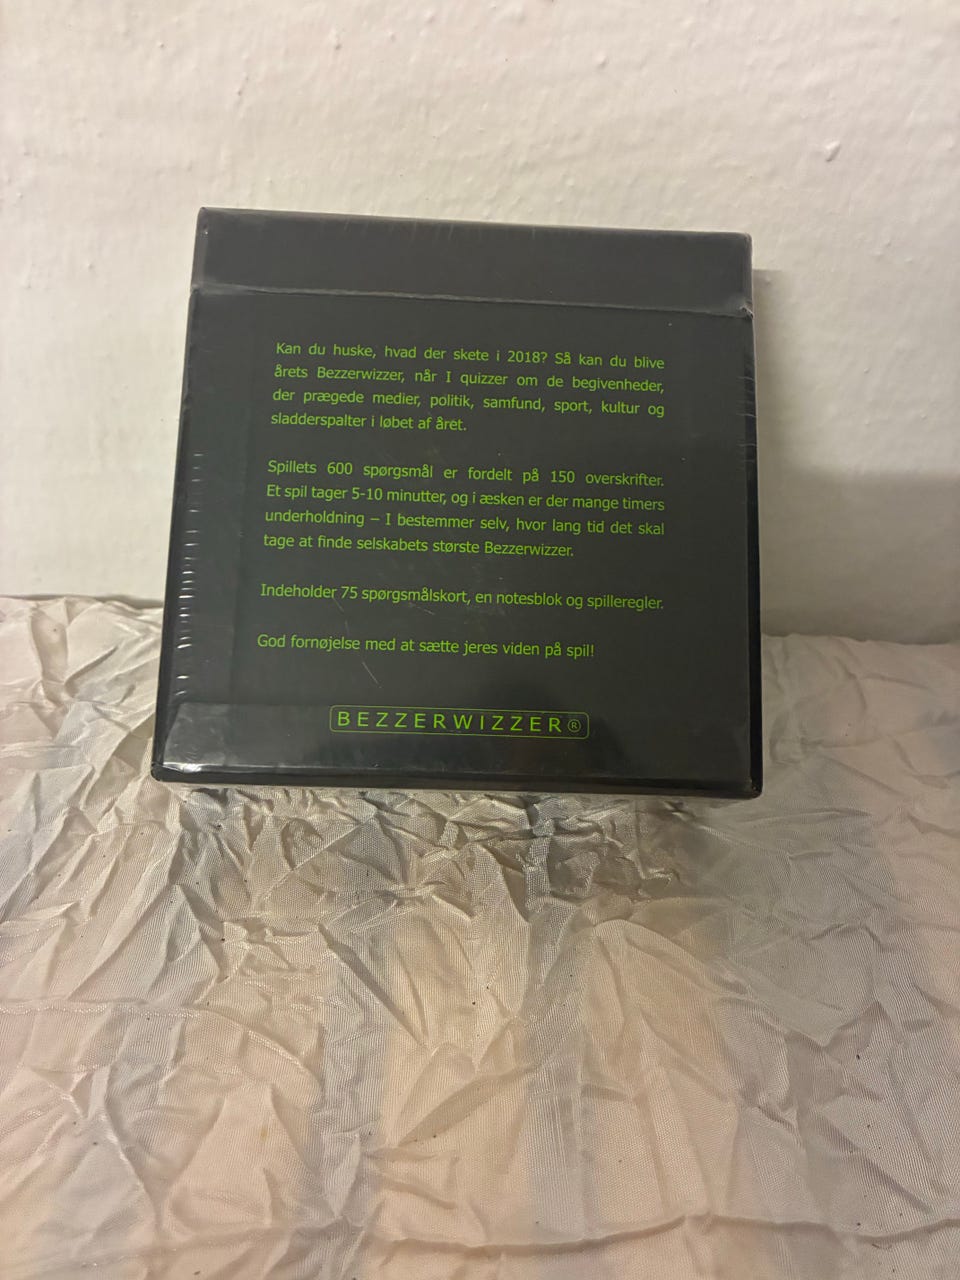 Kan du huske, hvad der skete i 2018? Så kan du blive
årets Bezzerwizzer, når I quizzer om de begivenheder,
der prægede medier, politik, samfund, sport, kultur og
sladderspalter i løbet af året.
Spillets 600 spørgsmål er fordelt på 150 overskrifter.
Et spil tager 5-10 minutter, og i æsken er der mange timers
underholdning – I bestemmer selv, hvor lang tid det skal
tage at finde selskabets største Bezzerwizzer.
Indeholder 75 spørgsmålskort, en notesblok og spilleregler.
God fornøjelse med at sætte jeres viden på spil!
BEZZERWIZZER®